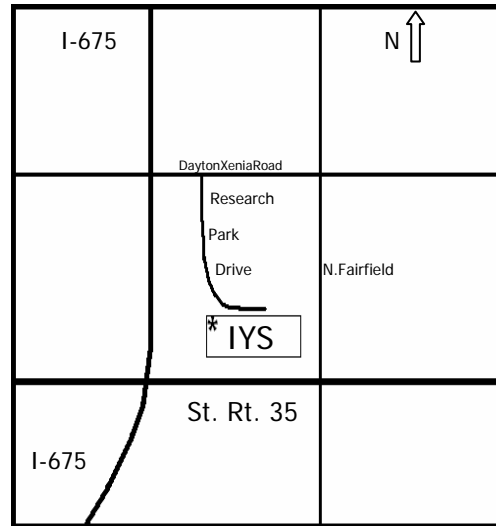 I-675
N
DaytonXeniaRoad
Research
Park
Drive
N.Fairfield
* IYS
St. Rt. 35
I-675